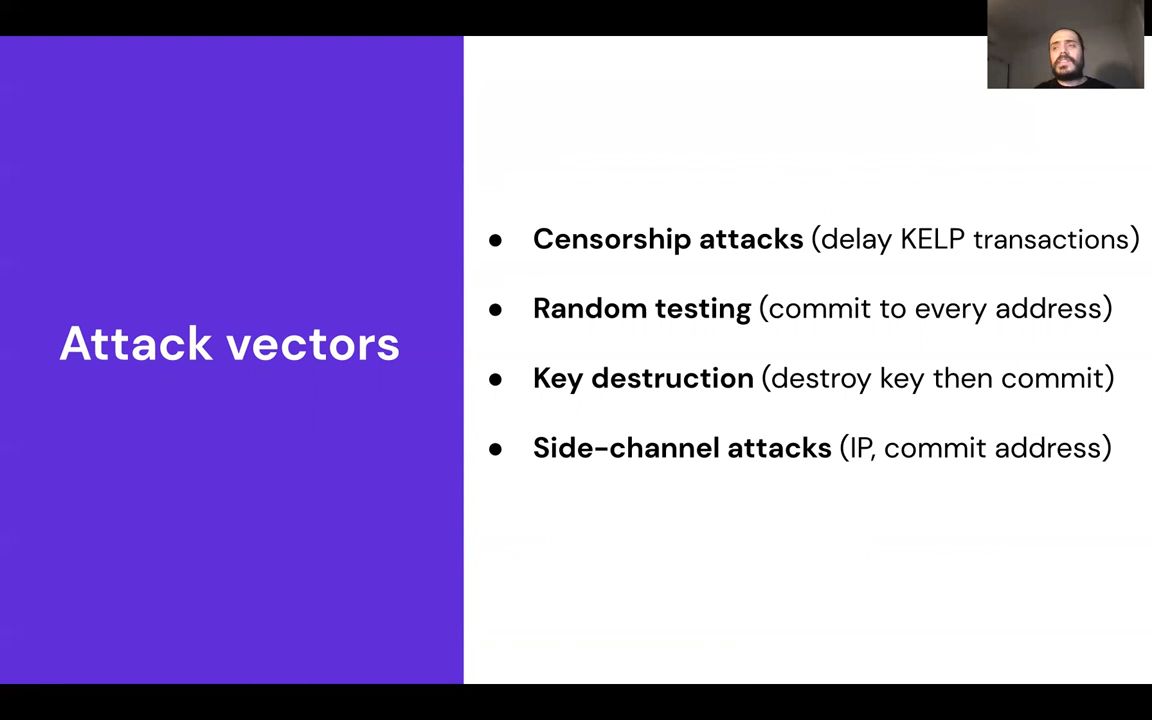 Attack vectors
● Censorship attacks (delay KELP transactions)
● Random testing (commit to every address)
● Key destruction (destroy key then commit)
● Side-channel attacks (IP, commit address)